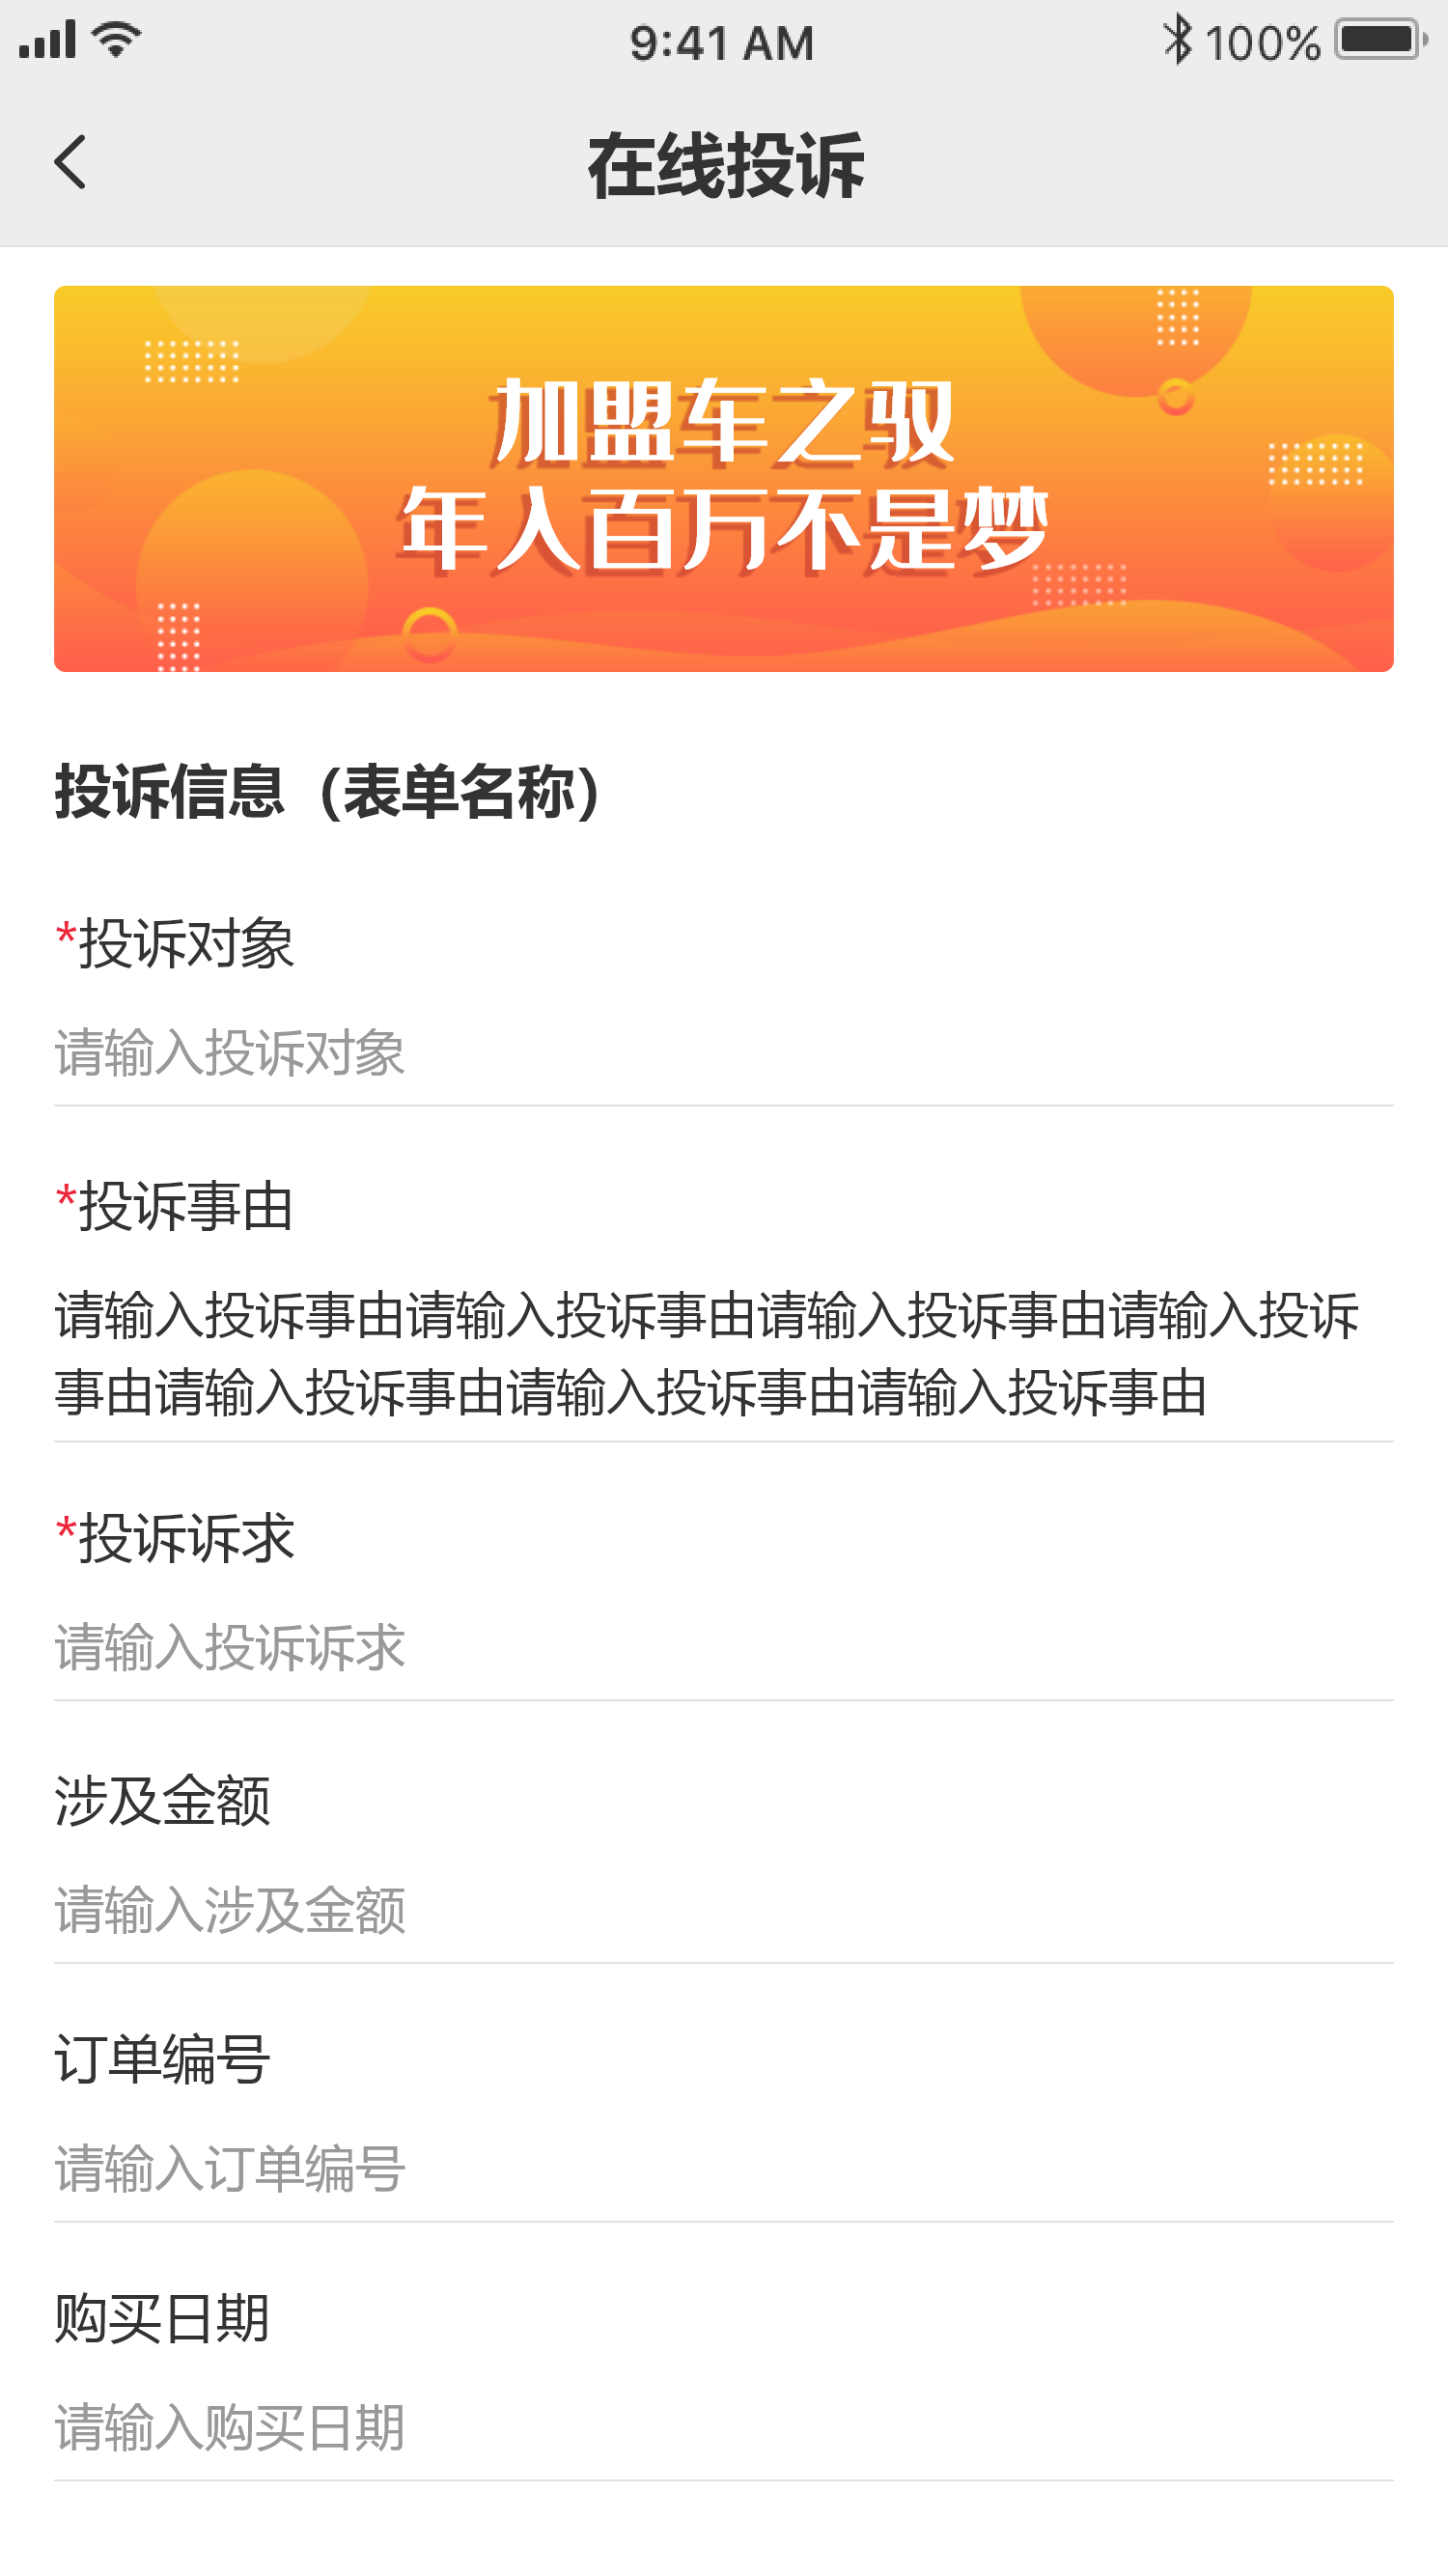 9:41 AM
100%
在线投诉
加盟车之驭
年入百万不是梦
投诉信息（表单名称）
*投诉对象
请输入投诉对象
*投诉事由
请输入投诉事由请输入投诉事由请输入投诉事由请输入投诉
事由请输入投诉事由请输入投诉事由请输入投诉事由
*投诉诉求
请输入投诉诉求
涉及金额
请输入涉及金额
订单编号
请输入订单编号
购买日期
请输入购买日期